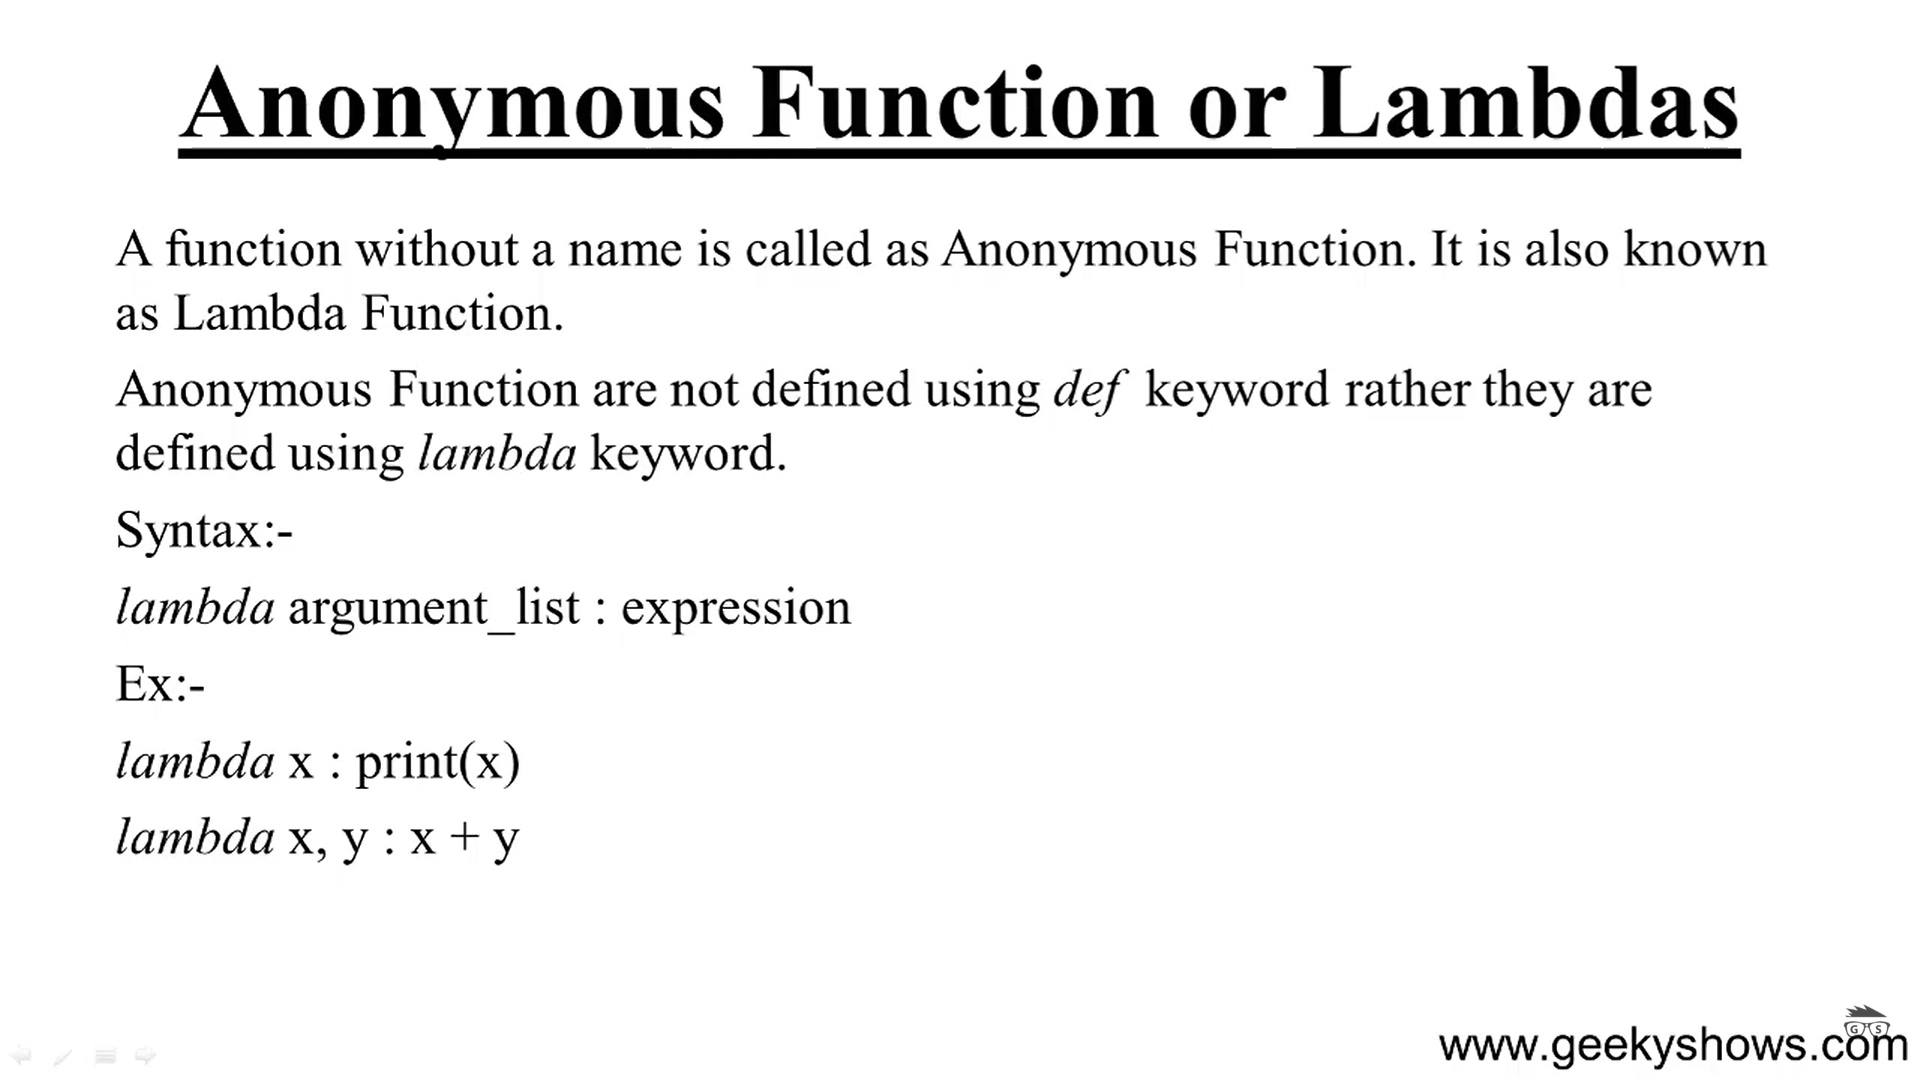 Anonymous Function or Lambdas
A function without a name is called as Anonymous Function. It is also known
as Lambda Function.
Anonymous Function are not defined using def keyword rather they are
defined using lambda keyword.
Syntax:-
lambda argument_list : expression
Ex:-
lambda x : print(x)
lambda x, y : x + y
G S
www.geekyshows.com